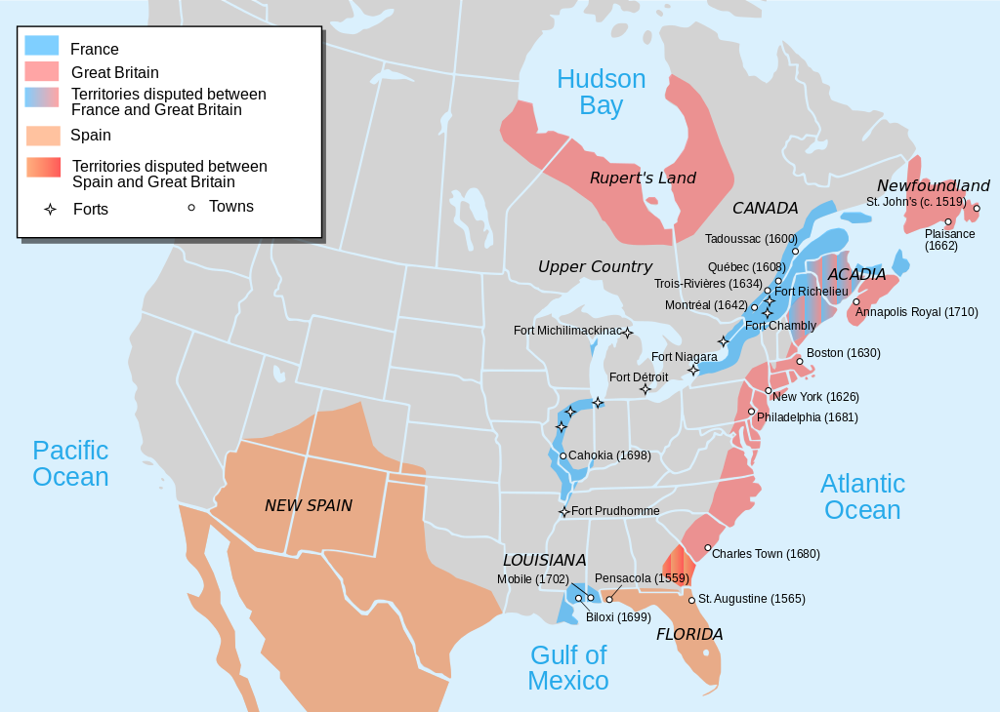 France
Great Britain
Territories disputed between
France and Great Britain
Spain
Territories disputed between
Spain and Great Britain
Forts
Towns
Hudson
Bay
Rupert's Land
Newfoundland
St. John's (c. 1519)
CANADA
Plaisance
(1662)
Tadoussac (1600)
Upper Country
Québec (1608)
ACADIA
Trois-Rivières (1634)
Fort Richelieu
Montréal (1642)
Annapolis Royal (1710)
Fort Chambly
Fort Michilimackinac
Boston (1630)
Fort Niagara
Fort Détroit
New York (1626)
Philadelphia (1681)
Pacific
Ocean
Cahokia (1698)
Atlantic
Ocean
NEW SPAIN
Fort Prudhomme
Charles Town (1680)
LOUISIANA
Mobile (1702)
Pensacola (1559)
St. Augustine (1565)
Biloxi (1699)
FLORIDA
Gulf of
Mexico